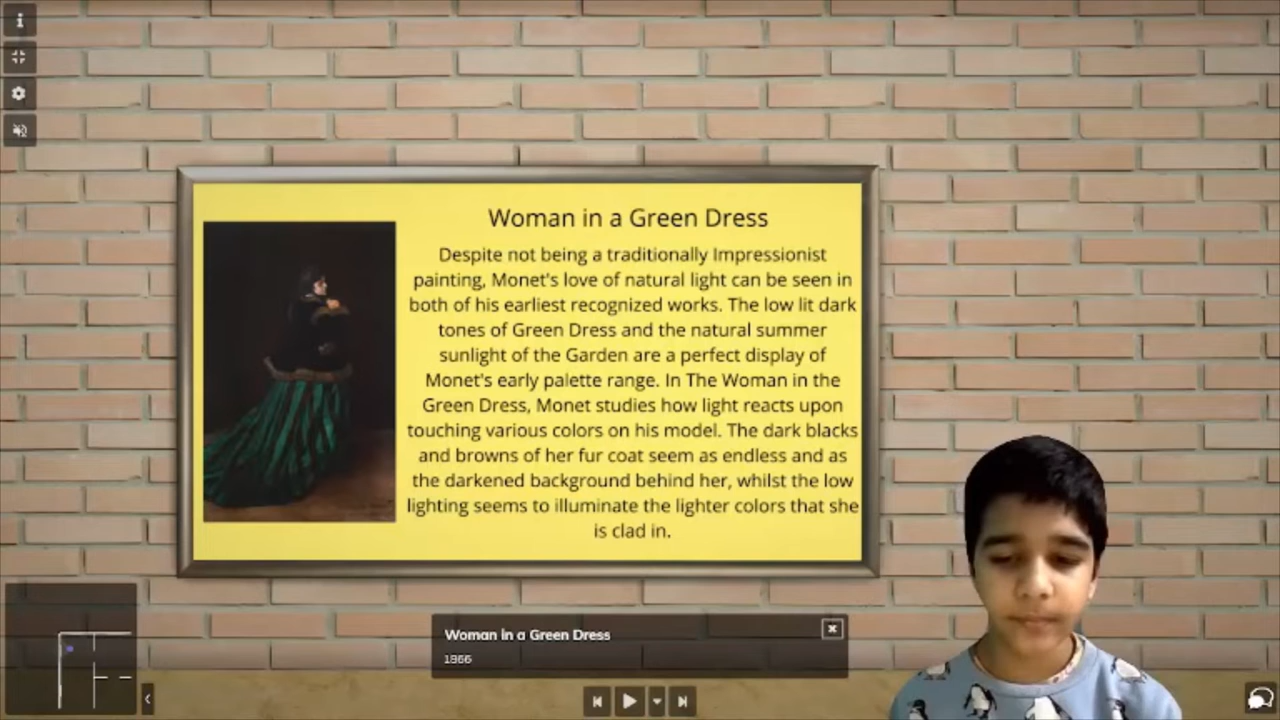 Woman in a Green Dress
Despite not being a traditionally Impressionist
painting, Monet's love of natural light can be seen in
both of his earliest recognized works. The low lit dark
tones of Green Dress and the natural summer
sunlight of the Garden are a perfect display of
Monet's early palette range. In The Woman in the
Green Dress, Monet studies how light reacts upon
touching various colors on his model. The dark blacks
and browns of her fur coat seem as endless and as
the darkened background behind her, whilst the low
lighting seems to illuminate the lighter colors that she
is clad in.
Woman in a Green Dress
1966